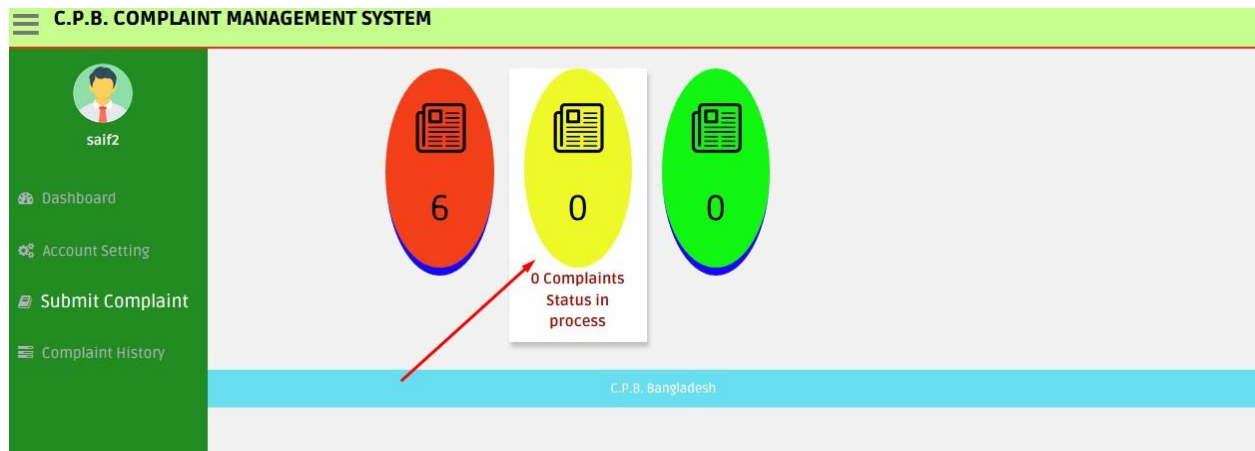 C.P.B. COMPLAINT MANAGEMENT SYSTEM
saif2
Dashboard
Account Setting
Submit Complaint
Complaint History
6
0
0
0 Complaints
Status in
process
C.P.B. Bangladesh